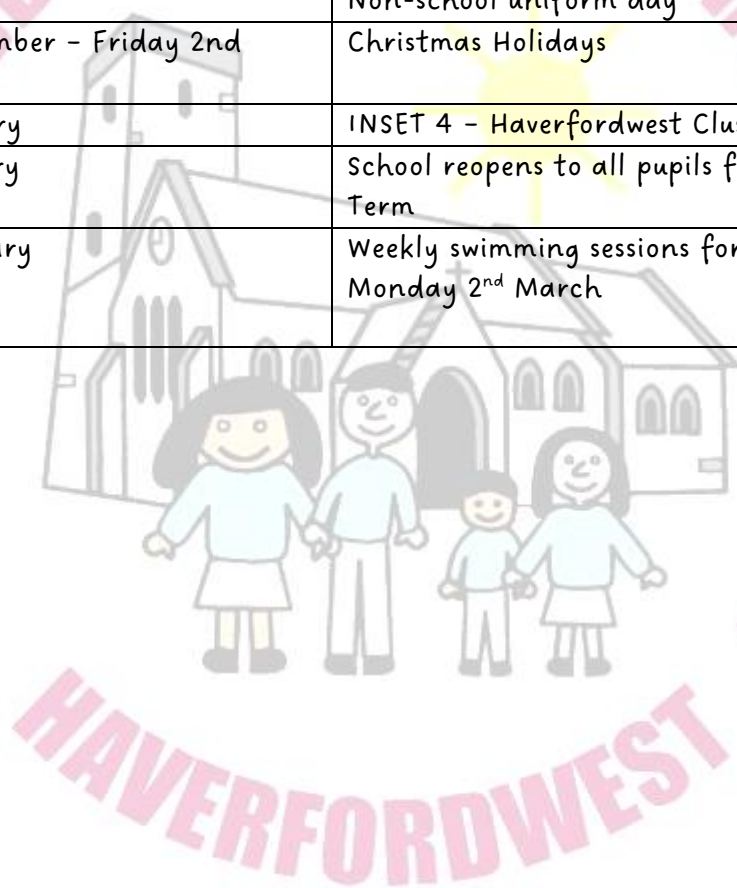 Non-school uniform day
mber – Friday 2nd
Christmas Holidays
ry
INSET 4 – Haverfordwest Clu
ry
School reopens to all pupils f
Term
ary
Weekly swimming sessions for
Monday 2nd March
HAVERFORDWEST